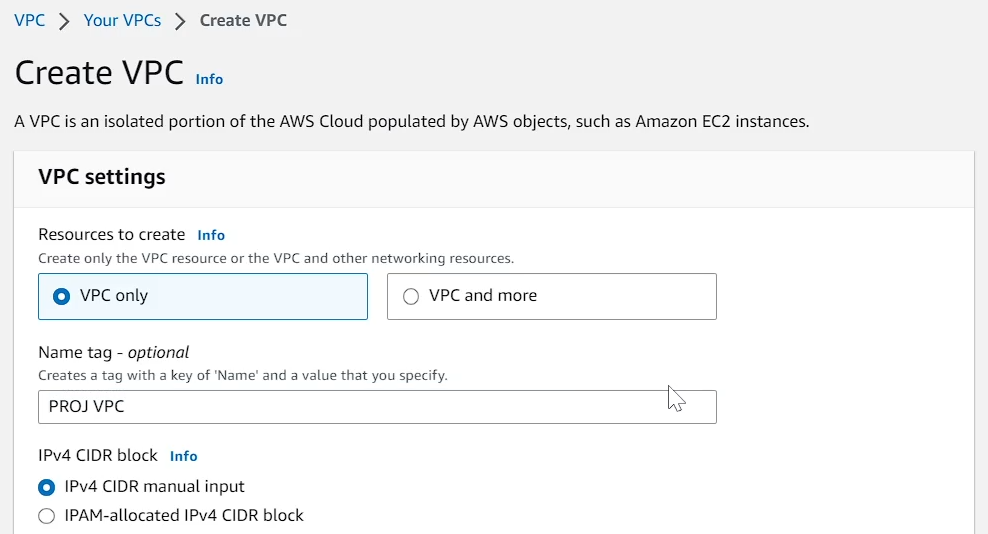 VPC > Your VPCs > Create VPC
Create VPC Info
A VPC is an isolated portion of the AWS Cloud populated by AWS objects, such as Amazon EC2 instances.
VPC settings
Resources to create Info
Create only the VPC resource or the VPC and other networking resources.
VPC only VPC and more
Name tag - optional
Creates a tag with a key of 'Name' and a value that you specify.
PROJ VPC
IPv4 CIDR block Info
IPv4 CIDR manual input
IPAM-allocated IPv4 CIDR block